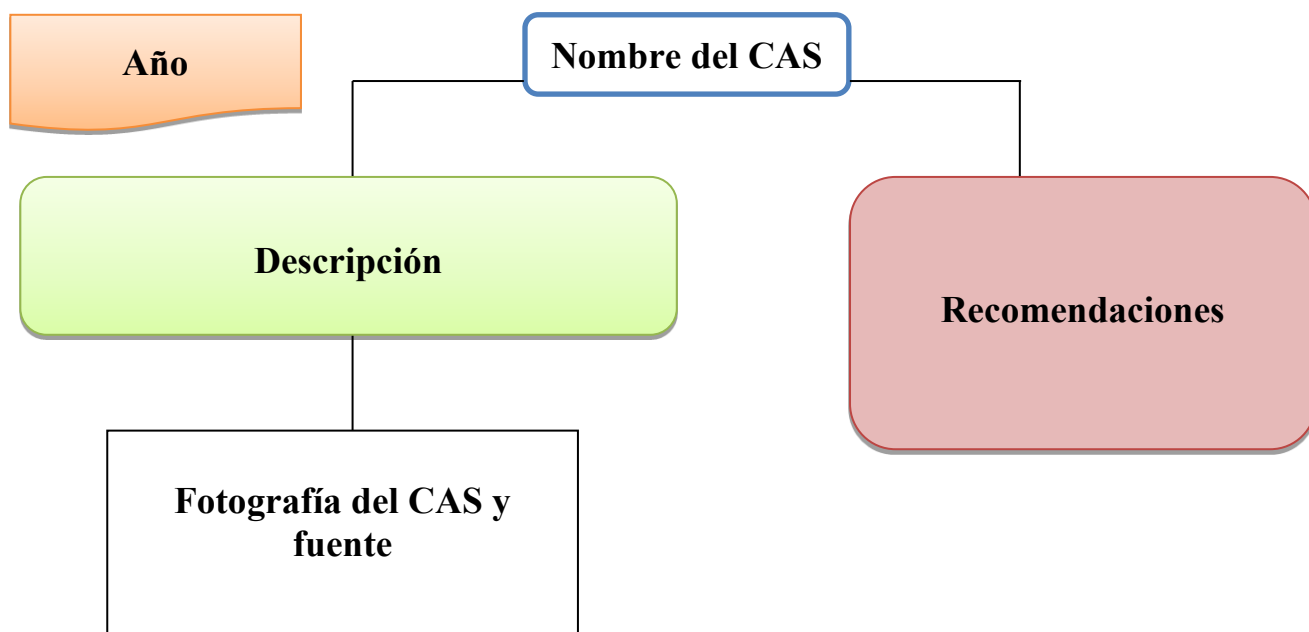 Año
Nombre del CAS
Descripción
Recomendaciones
Fotografía del CAS y
fuente